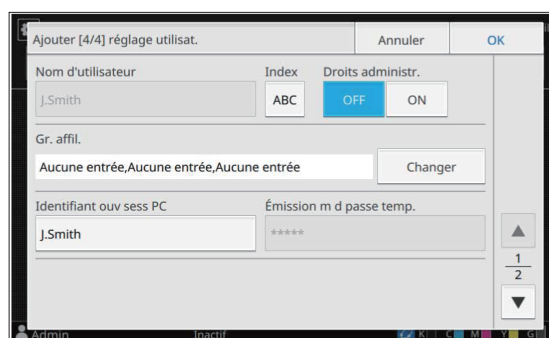 Ajouter [4/4] réglage utilisat. Annuler OK
Nom d'utilisateur Index Droits administr.
J.Smith ABC OFF ON
Gr. affil.
Aucune entrée,Aucune entrée,Aucune entrée Changer
Identifiant ouv sess PC Émission m d passe temp.
J.Smith *****
1
2
Admin Inactif K C M Y G